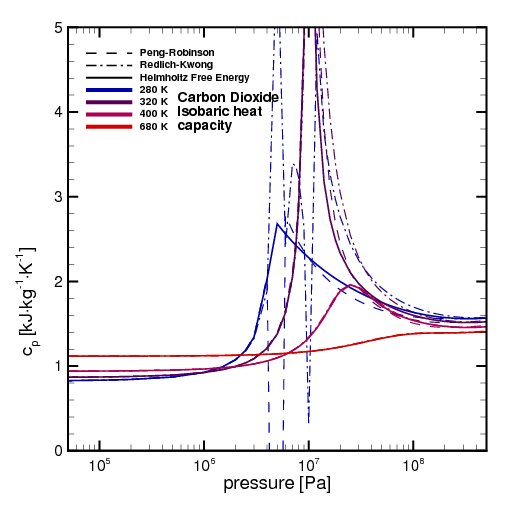 Peng-Robinson
Redlich-Kwong
Helmholtz Free Energy
280 K
320 K
400 K
680 K
Carbon Dioxide
Isobaric heat
capacity
5
4
3
2
1
0
cₚ [kJ·kg⁻¹·K⁻¹]
10⁵ 10⁶ 10⁷ 10⁸
pressure [Pa]